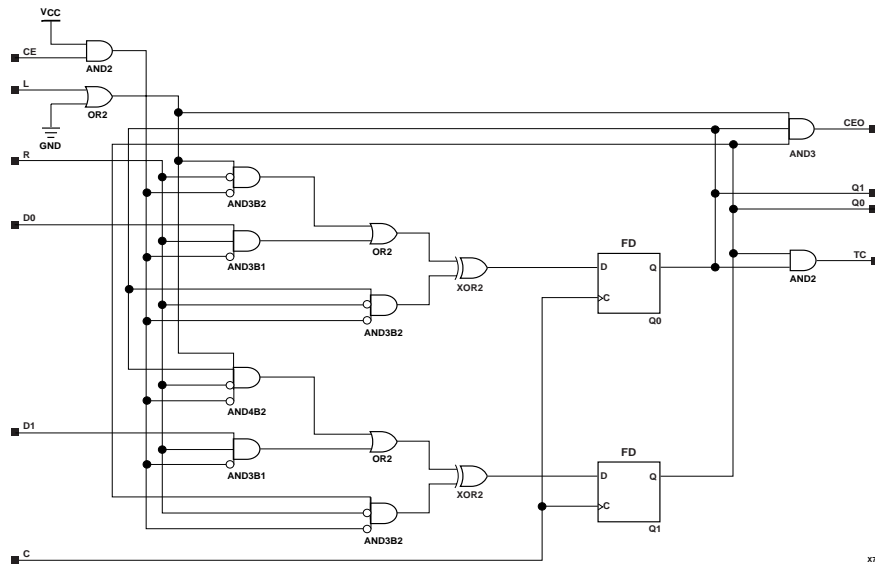 VCC
CE
AND2
L
OR2
GND
R
CEO
AND3
AND3B2
Q1
Q0
D0
OR2
AND3B1
FD
TC
D
Q
XOR2
AND2
C
AND3B2
Q0
AND4B2
D1
OR2
FD
AND3B1
D
Q
XOR2
C
AND3B2
Q1
C